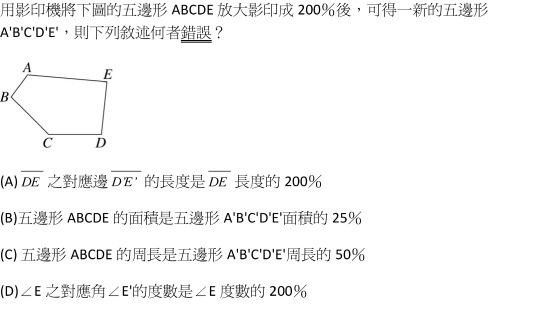 用影印機將下圖的五邊形 ABCDE 放大影印成 200%後，可得一新的五邊形
A'B'C'D'E'，則下列敘述何者錯誤？
A
E
B
C
D
(A) DE 之對應邊 D'E' 的長度是 DE 長度的 200%
(B)五邊形 ABCDE 的面積是五邊形 A'B'C'D'E'面積的 25%
(C) 五邊形 ABCDE 的周長是五邊形 A'B'C'D'E'周長的 50%
(D)∠E 之對應角∠E'的度數是∠E 度數的 200%